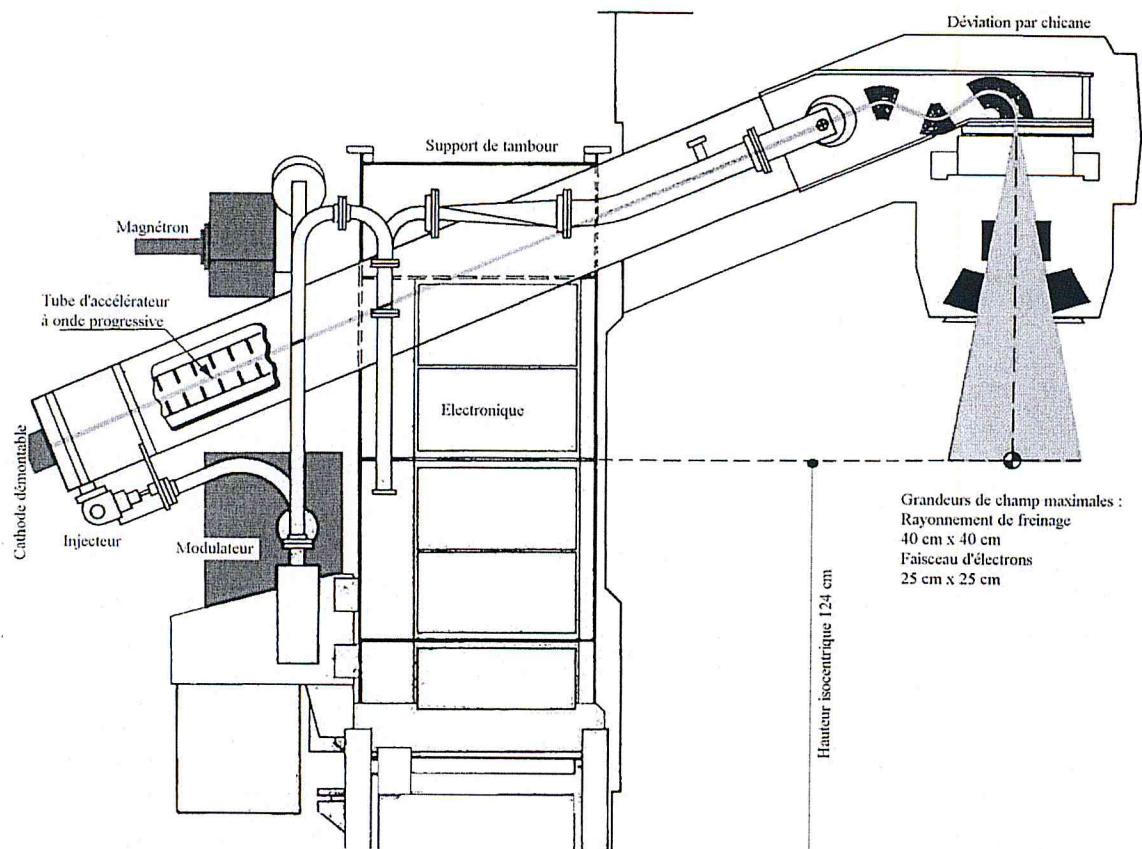 Déviation par chicane
Support de tambour
Magnétron
Tube d'accélérateur
à onde progressive
Electronique
Cathode démontable
Injecteur
Modulateur
Grandeurs de champ maximales :
Rayonnement de freinage
40 cm x 40 cm
Faisceau d'électrons
25 cm x 25 cm
Hauteur isocentrique 124 cm